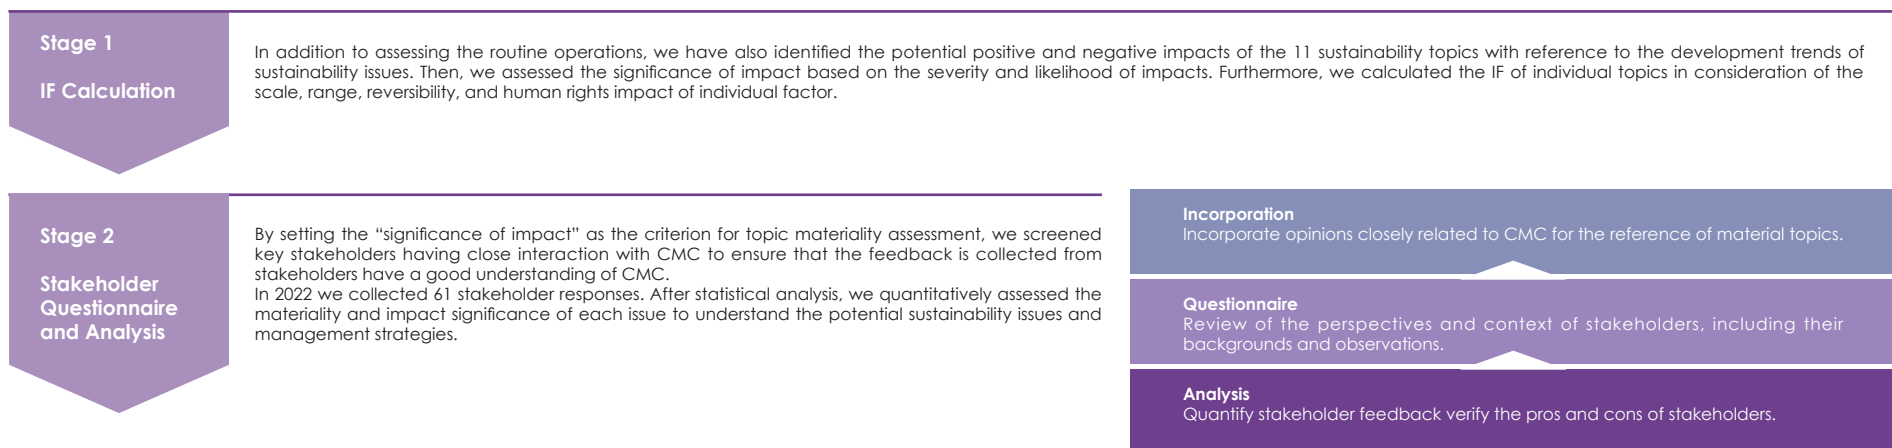 Stage 1
IF Calculation
In addition to assessing the routine operations, we have also identified the potential positive and negative impacts of the 11 sustainability topics with reference to the development trends of
sustainability issues. Then, we assessed the significance of impact based on the severity and likelihood of impacts. Furthermore, we calculated the IF of individual topics in consideration of the
scale, range, reversibility, and human rights impact of individual factor.
Stage 2
Stakeholder
Questionnaire
and Analysis
By setting the “significance of impact” as the criterion for topic materiality assessment, we screened
key stakeholders having close interaction with CMC to ensure that the feedback is collected from
stakeholders have a good understanding of CMC.
In 2022 we collected 61 stakeholder responses. After statistical analysis, we quantitatively assessed the
materiality and impact significance of each issue to understand the potential sustainability issues and
management strategies.
Incorporation
Incorporate opinions closely related to CMC for the reference of material topics.
Questionnaire
Review of the perspectives and context of stakeholders, including their
backgrounds and observations.
Analysis
Quantify stakeholder feedback verify the pros and cons of stakeholders.